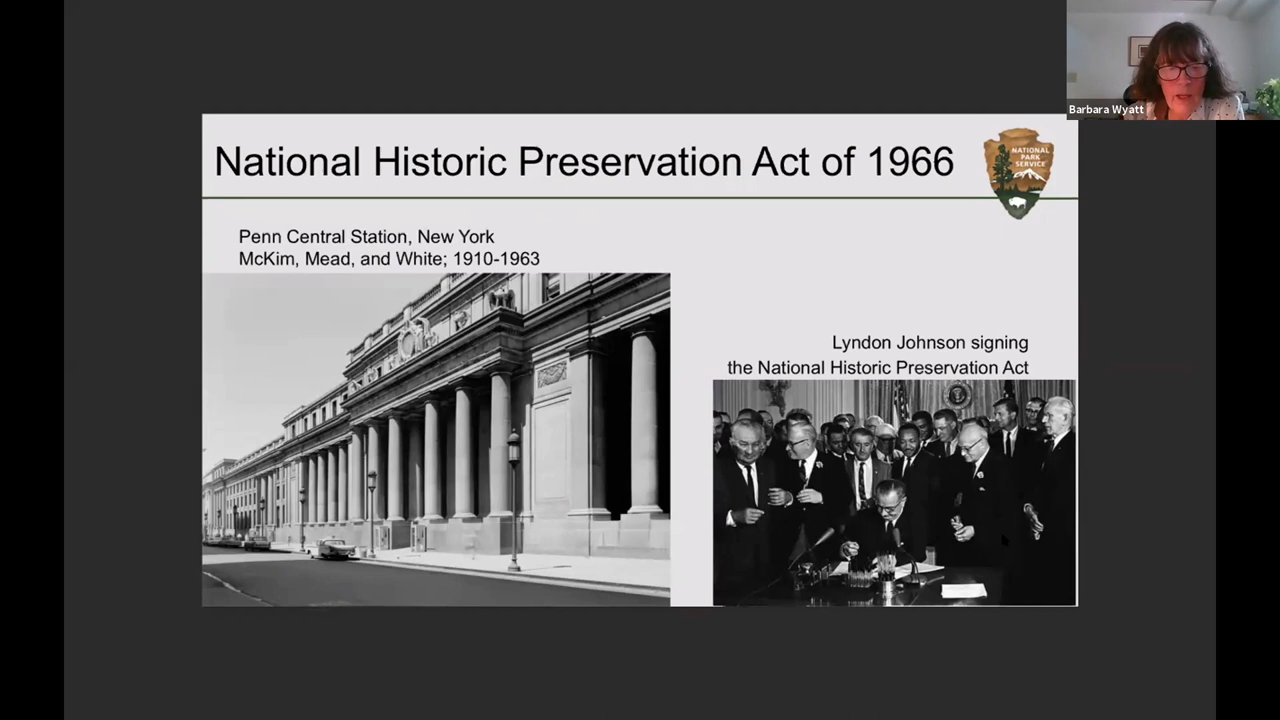 Barbara Wyatt
National Historic Preservation Act of 1966
NATIONAL
PARK
SERVICE
Penn Central Station, New York
McKim, Mead, and White; 1910-1963
Lyndon Johnson signing
the National Historic Preservation Act